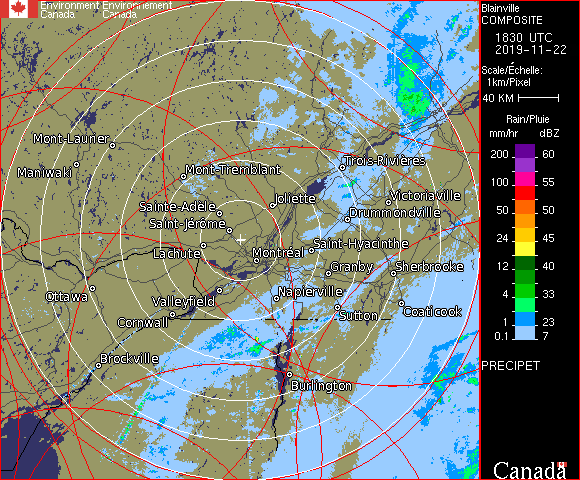 Environment Environnement
Canada Canada
Blainville
COMPOSITE
1830 UTC
2019-11-22
Scale/Échelle:
1km/Pixel
40 KM
Rain/Pluie
mm/hr dBZ
200 60
100 55
50 50
24 45
12 40
4 33
1 23
0.1 7
PRECIPET
Canada
Mont-Laurier
Maniwaki
Mont-Tremblant
Trois-Rivières
Joliette
Victoriaville
Sainte-Adele
Drummondville
Saint-Jérôme
Lachute
Montréal
Saint-Hyacinthe
Granby
Sherbrooke
Ottawa
Valleyfield
Napierville
Cornwall
Sutton
Coaticook
Brockville
Burlington